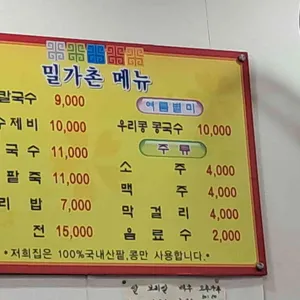 밀가촌 메뉴
칼국수 9,000
수제비 10,000
국수 11,000
팥죽 11,000
리 밥 7,000
전 15,000
여름별미
우리콩 콩국수 10,000
주류
소주 4,000
맥주 4,000
막걸리 4,000
음료수 2,000
•저희집은 100%국내산팥,콩만 사용합니다.•